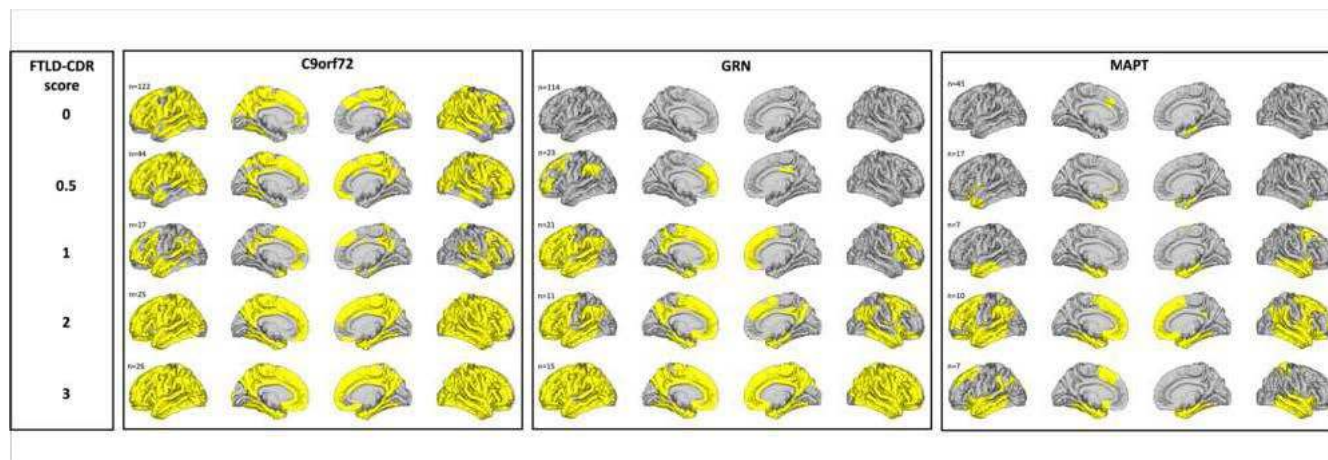 FTLD-CDR
score
C9orf72
GRN
MAPT
0
n=122
n=114
n=45
0.5
n=44
n=23
n=17
1
n=17
n=21
n=7
2
n=25
n=11
n=10
3
n=26
n=15
n=7